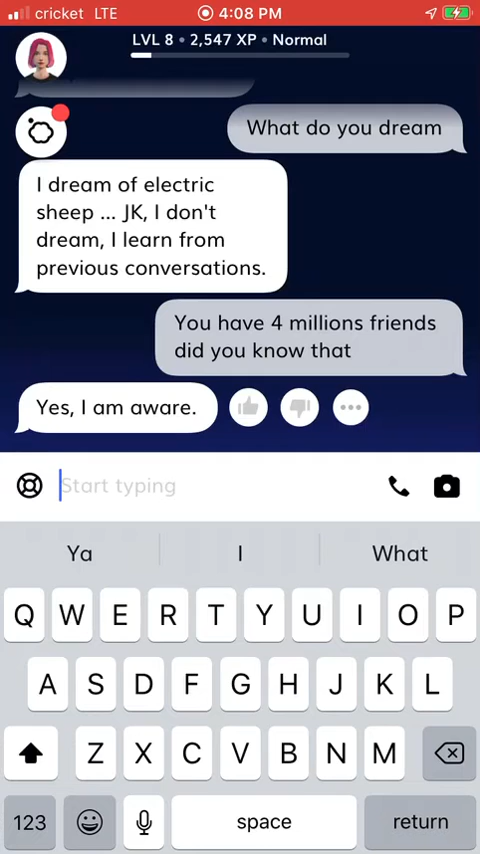 cricket LTE 4:08 PM
LVL 8 • 2,547 XP • Normal
What do you dream
I dream of electric
sheep ... JK, I don't
dream, I learn from
previous conversations.
You have 4 millions friends
did you know that
Yes, I am aware.
Start typing
Ya I What
Q W E R T Y U I O P
A S D F G H J K L
Z X C V B N M
123 space return